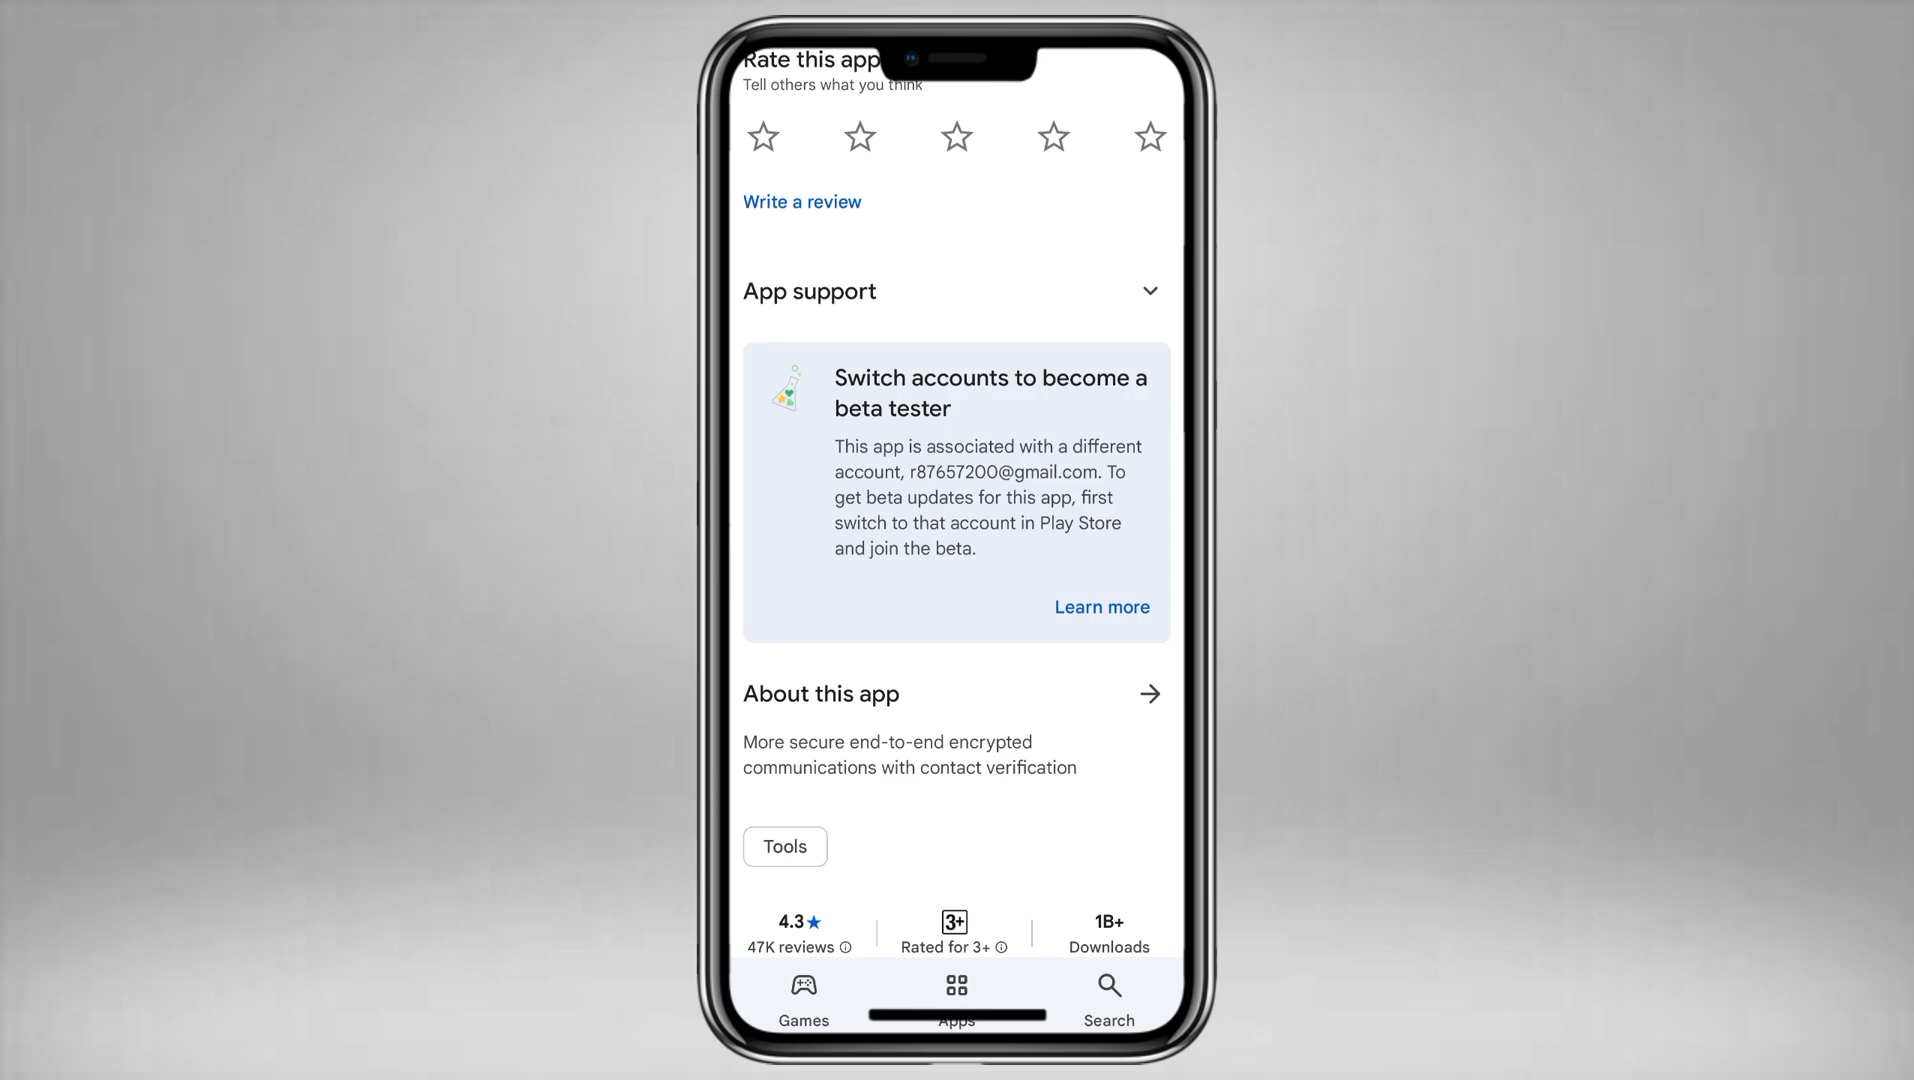 Rate this app
Tell others what you think
Write a review
App support
Switch accounts to become a
beta tester
This app is associated with a different
account, r87657200@gmail.com. To
get beta updates for this app, first
switch to that account in Play Store
and join the beta.
Learn more
About this app
More secure end-to-end encrypted
communications with contact verification
Tools
4.3★ 3+ 1B+
47K reviews Rated for 3+ Downloads
Games Apps Search